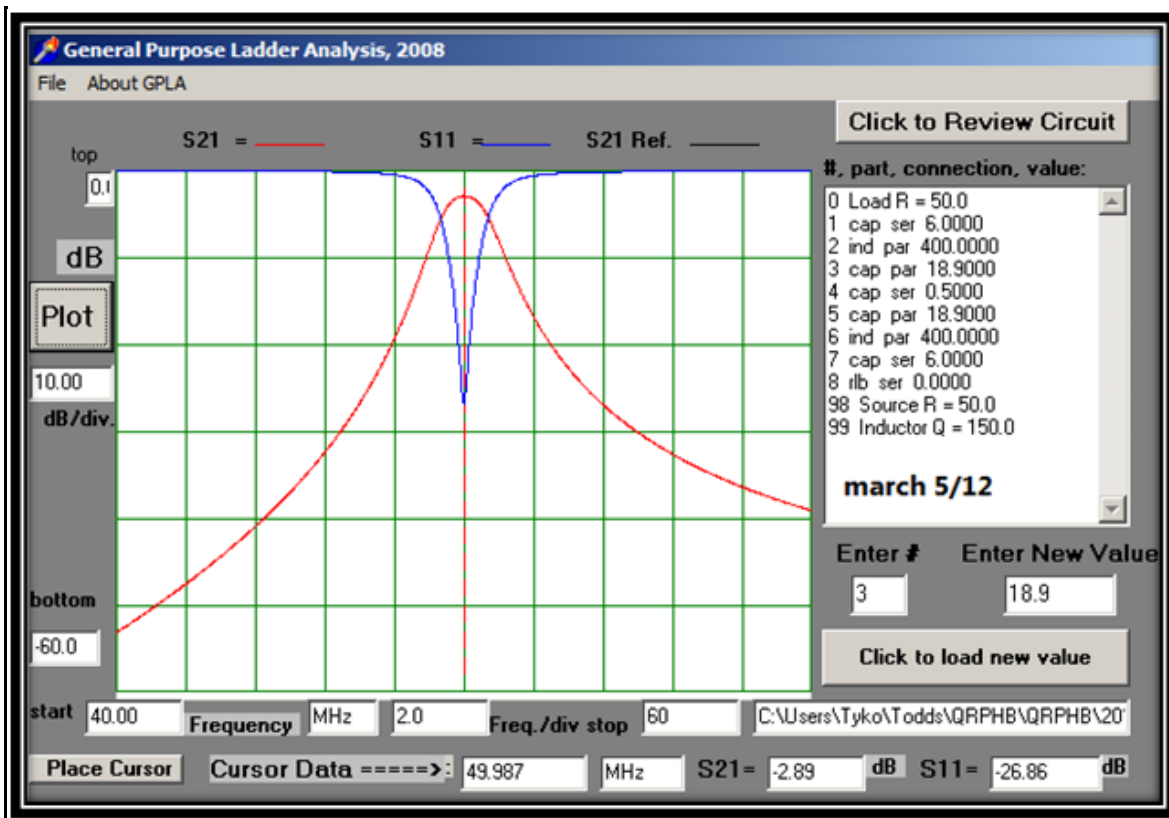 General Purpose Ladder Analysis, 2008
File About GPLA
S21 = S11 = S21 Ref.
Click to Review Circuit
top
#, part, connection, value:
dB
Plot
10.00
dB/div.
0 Load R = 50.0
1 cap ser 6.0000
2 ind par 400.0000
3 cap par 18.9000
4 cap ser 0.5000
5 cap par 18.9000
6 ind par 400.0000
7 cap ser 6.0000
8 rlb ser 0.0000
98 Source R = 50.0
99 Inductor Q = 150.0
march 5/12
Enter # Enter New Value
3 18.9
bottom
-60.0
Click to load new value
start 40.00 Frequency MHz 2.0 Freq./div stop 60 C:\Users\Tyko\Todds\QRPHB\QRPHB\20
Place Cursor Cursor Data =====>: 49.987 MHz S21= -2.89 dB S11= -26.86 dB